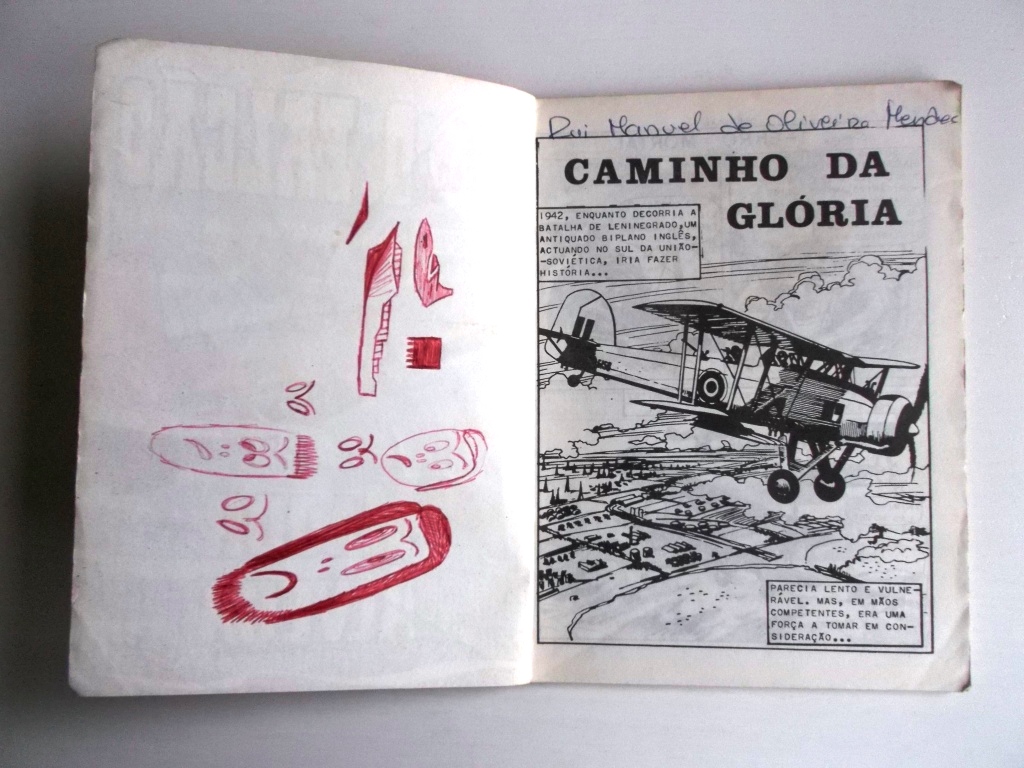 Rui Manuel de Oliveira Mendes
CAMINHO DA
GLÓRIA
1942, ENQUANTO DECORRIA A
BATALHA DE LENINEGRADO, UM
ANTIQUADO BIPLANO INGLÊS,
ACTUANDO NO SUL DA UNIÃO-
-SOVIÉTICA, IRIA FAZER
HISTÓRIA...
PARECIA LENTO E VULNE-
RÁVEL. MAS, EM MÃOS
COMPETENTES, ERA UMA
FORÇA A TOMAR EM CON-
SIDERAÇÃO...